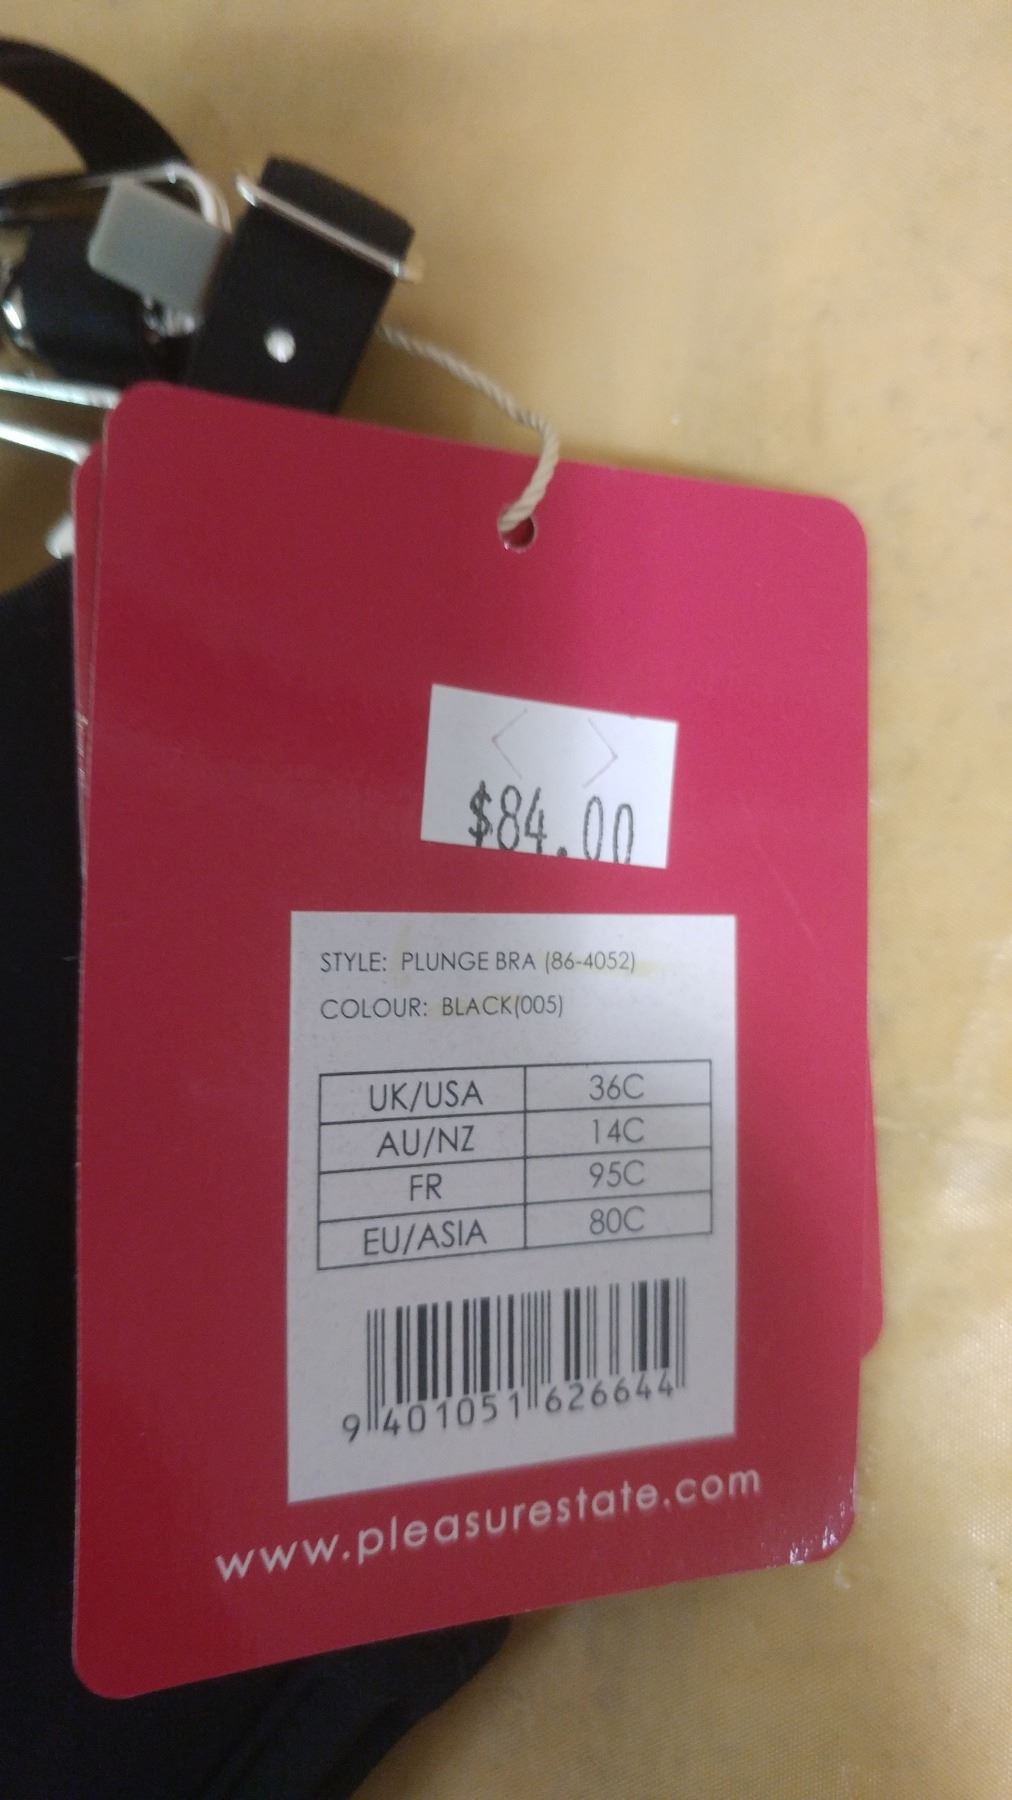 $84.00
STYLE: PLUNGE BRA (86-4052)
COLOUR: BLACK(005)
UK/USA 36C
AU/NZ 14C
FR 95C
EU/ASIA 80C
9 401051 626644
www.pleasurestate.com